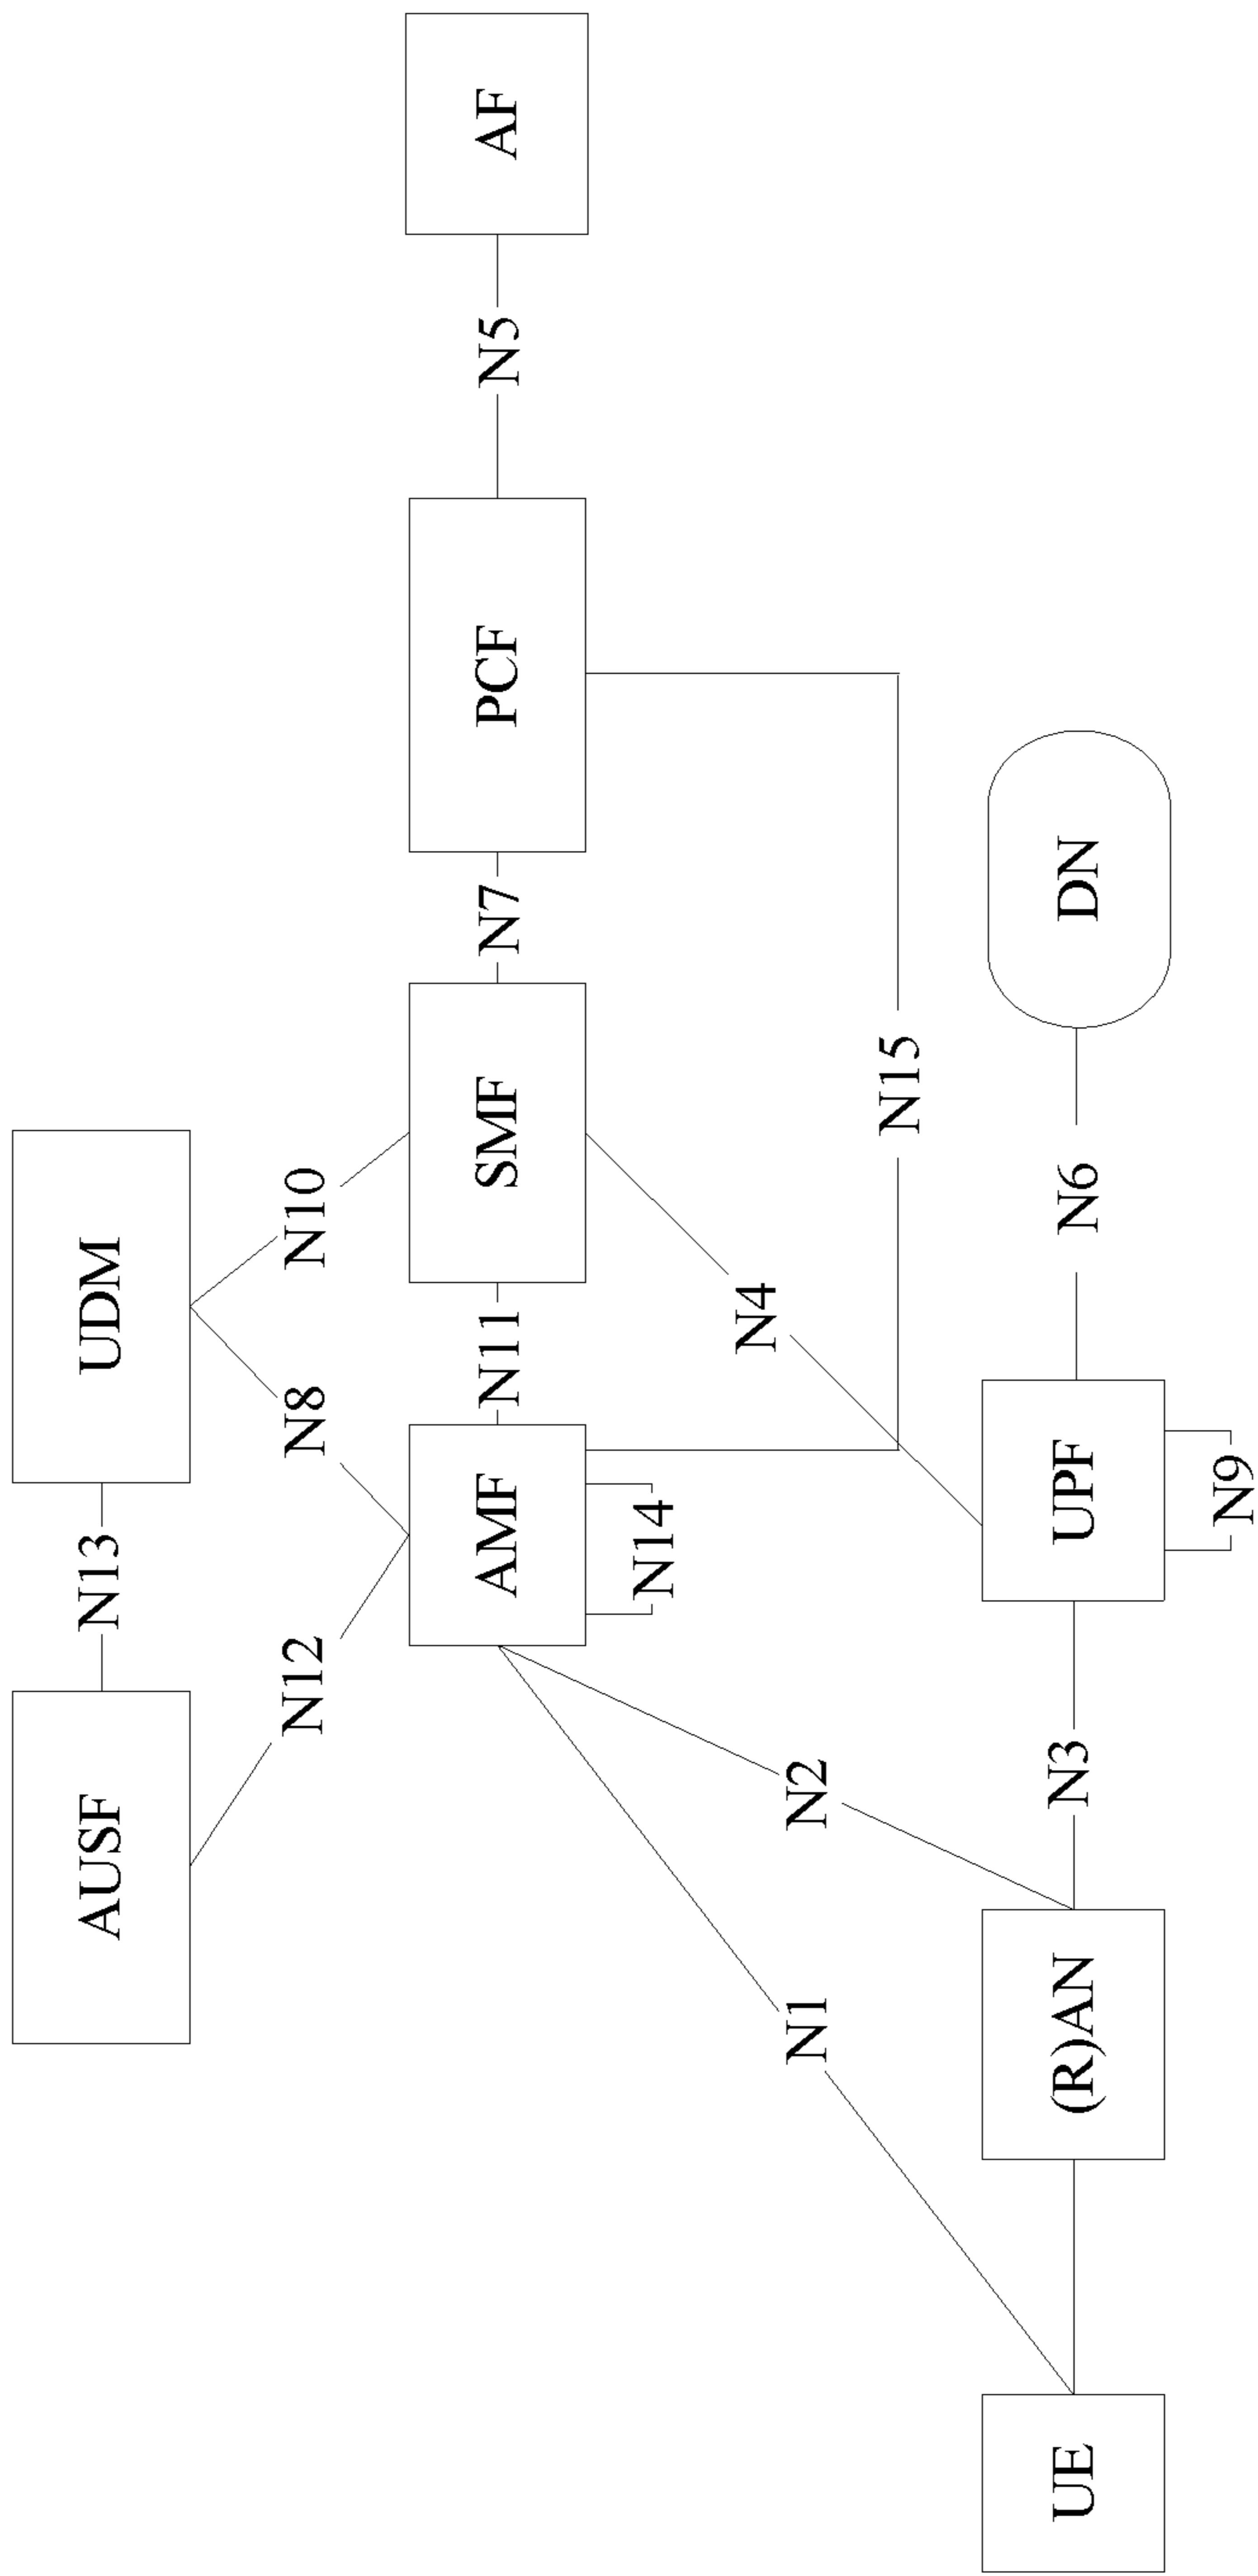 AUSF
N13
UDM
N12
N8
N10
AMF
N11
SMF
N7
PCF
N5
AF
N14
N1
N2
N4
N15
UE
(R)AN
N3
UPF
N6
DN
N9